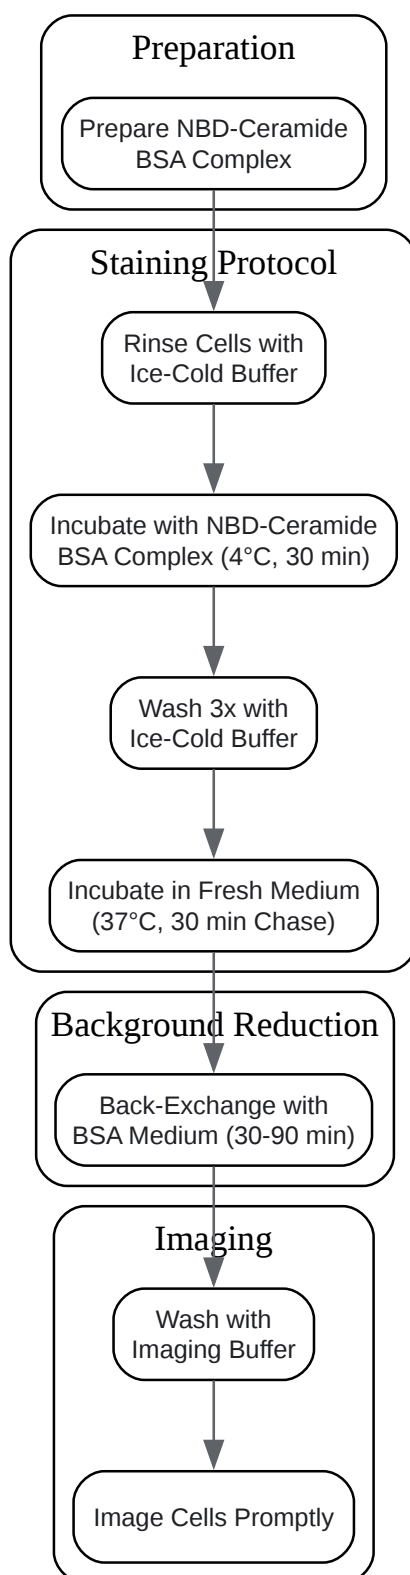 Preparation
Prepare NBD-Ceramide
BSA Complex
Staining Protocol
Rinse Cells with
Ice-Cold Buffer
Incubate with NBD-Ceramide
BSA Complex (4°C, 30 min)
Wash 3x with
Ice-Cold Buffer
Incubate in Fresh Medium
(37°C, 30 min Chase)
Background Reduction
Back-Exchange with
BSA Medium (30-90 min)
Imaging
Wash with
Imaging Buffer
Image Cells Promptly